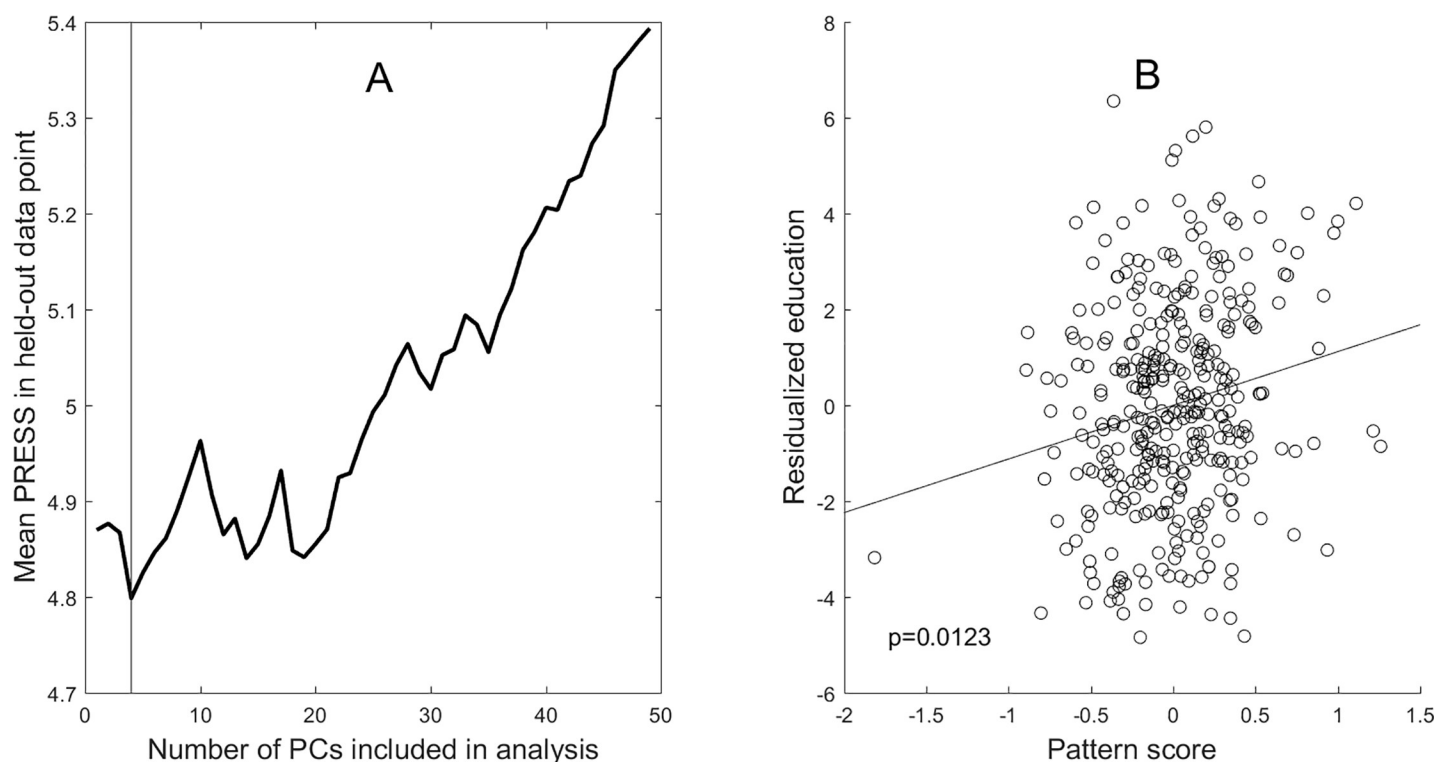 A
Mean PRESS in held-out data point
5.4
5.3
5.2
5.1
5
4.9
4.8
4.7
0 10 20 30 40 50
Number of PCs included in analysis
B
Residualized education
8
6
4
2
0
-2
-4
-6
p=0.0123
-2 -1.5 -1 -0.5 0 0.5 1 1.5
Pattern score